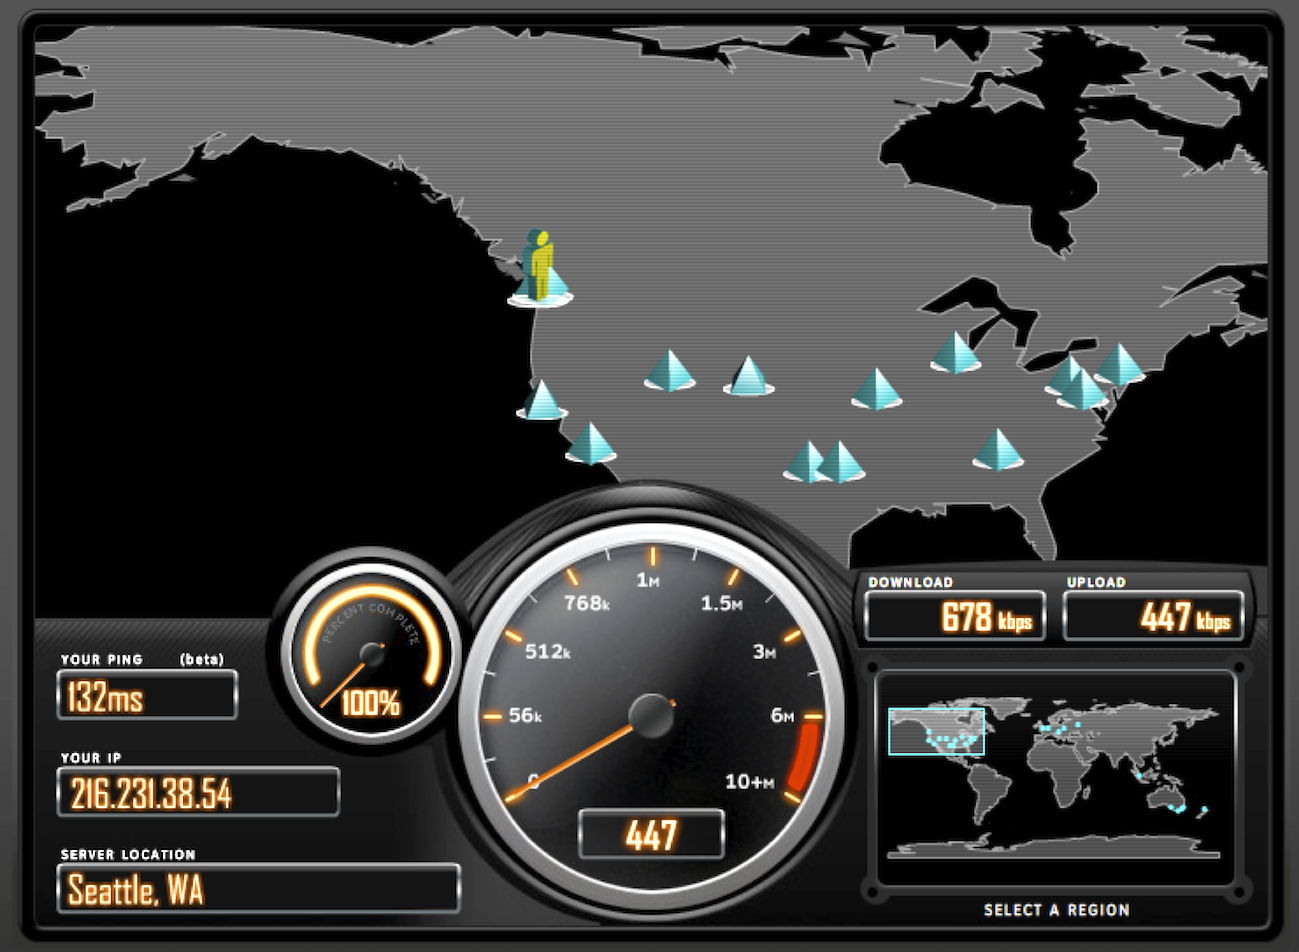 DOWNLOAD
UPLOAD
678 kbps
447 kbps
YOUR PING (beta)
132ms
PERCENT COMPLETE
100%
YOUR IP
216.231.38.54
SERVER LOCATION
Seattle, WA
0
56k
512k
768k
1M
1.5M
3M
6M
10+M
447
SELECT A REGION